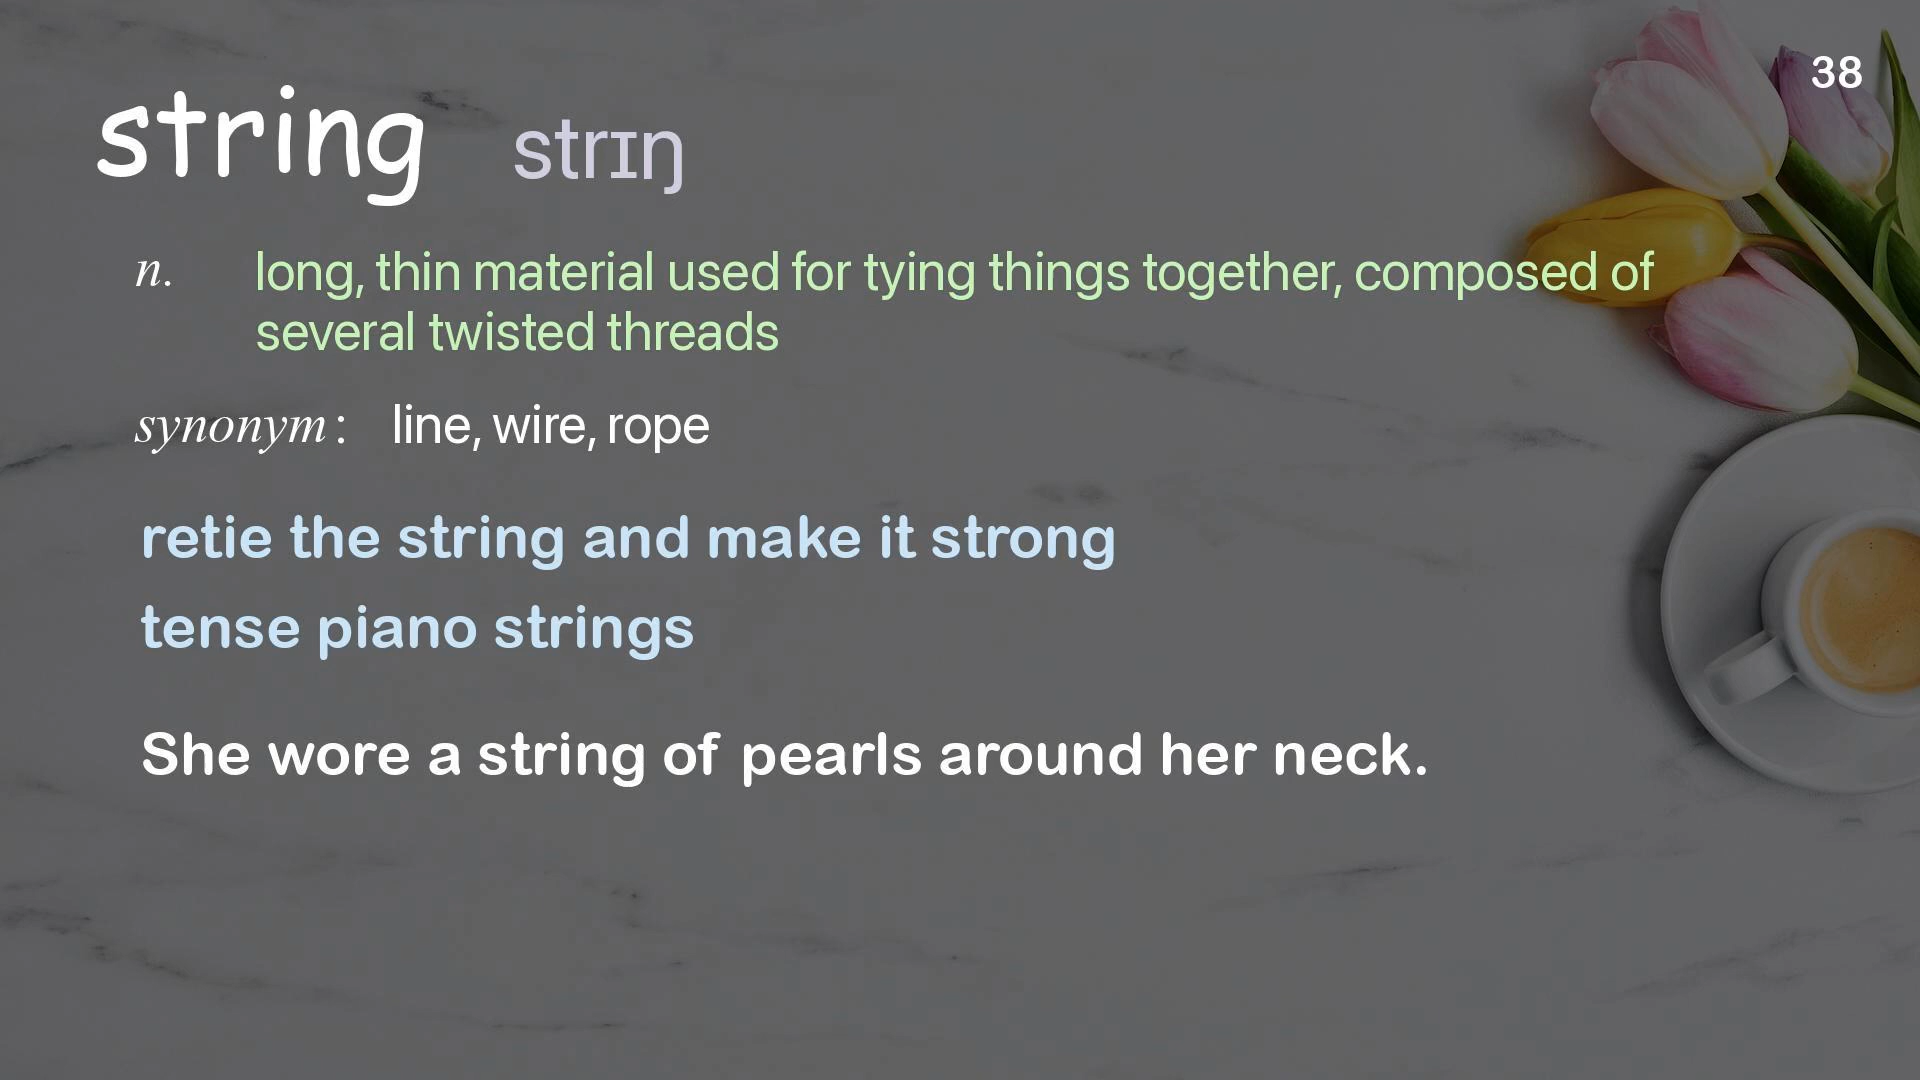 38
string strɪŋ
n. long, thin material used for tying things together, composed of
several twisted threads
synonym: line, wire, rope
retie the string and make it strong
tense piano strings
She wore a string of pearls around her neck.